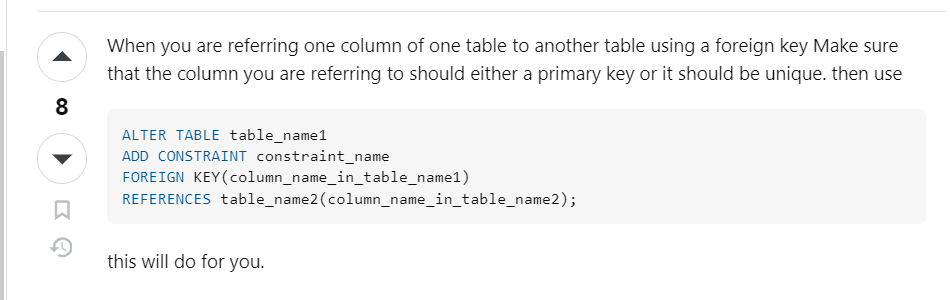 When you are referring one column of one table to another table using a foreign key Make sure
that the column you are referring to should either a primary key or it should be unique. then use
8
ALTER TABLE table_name1
ADD CONSTRAINT constraint_name
FOREIGN KEY(column_name_in_table_name1)
REFERENCES table_name2(column_name_in_table_name2);
this will do for you.